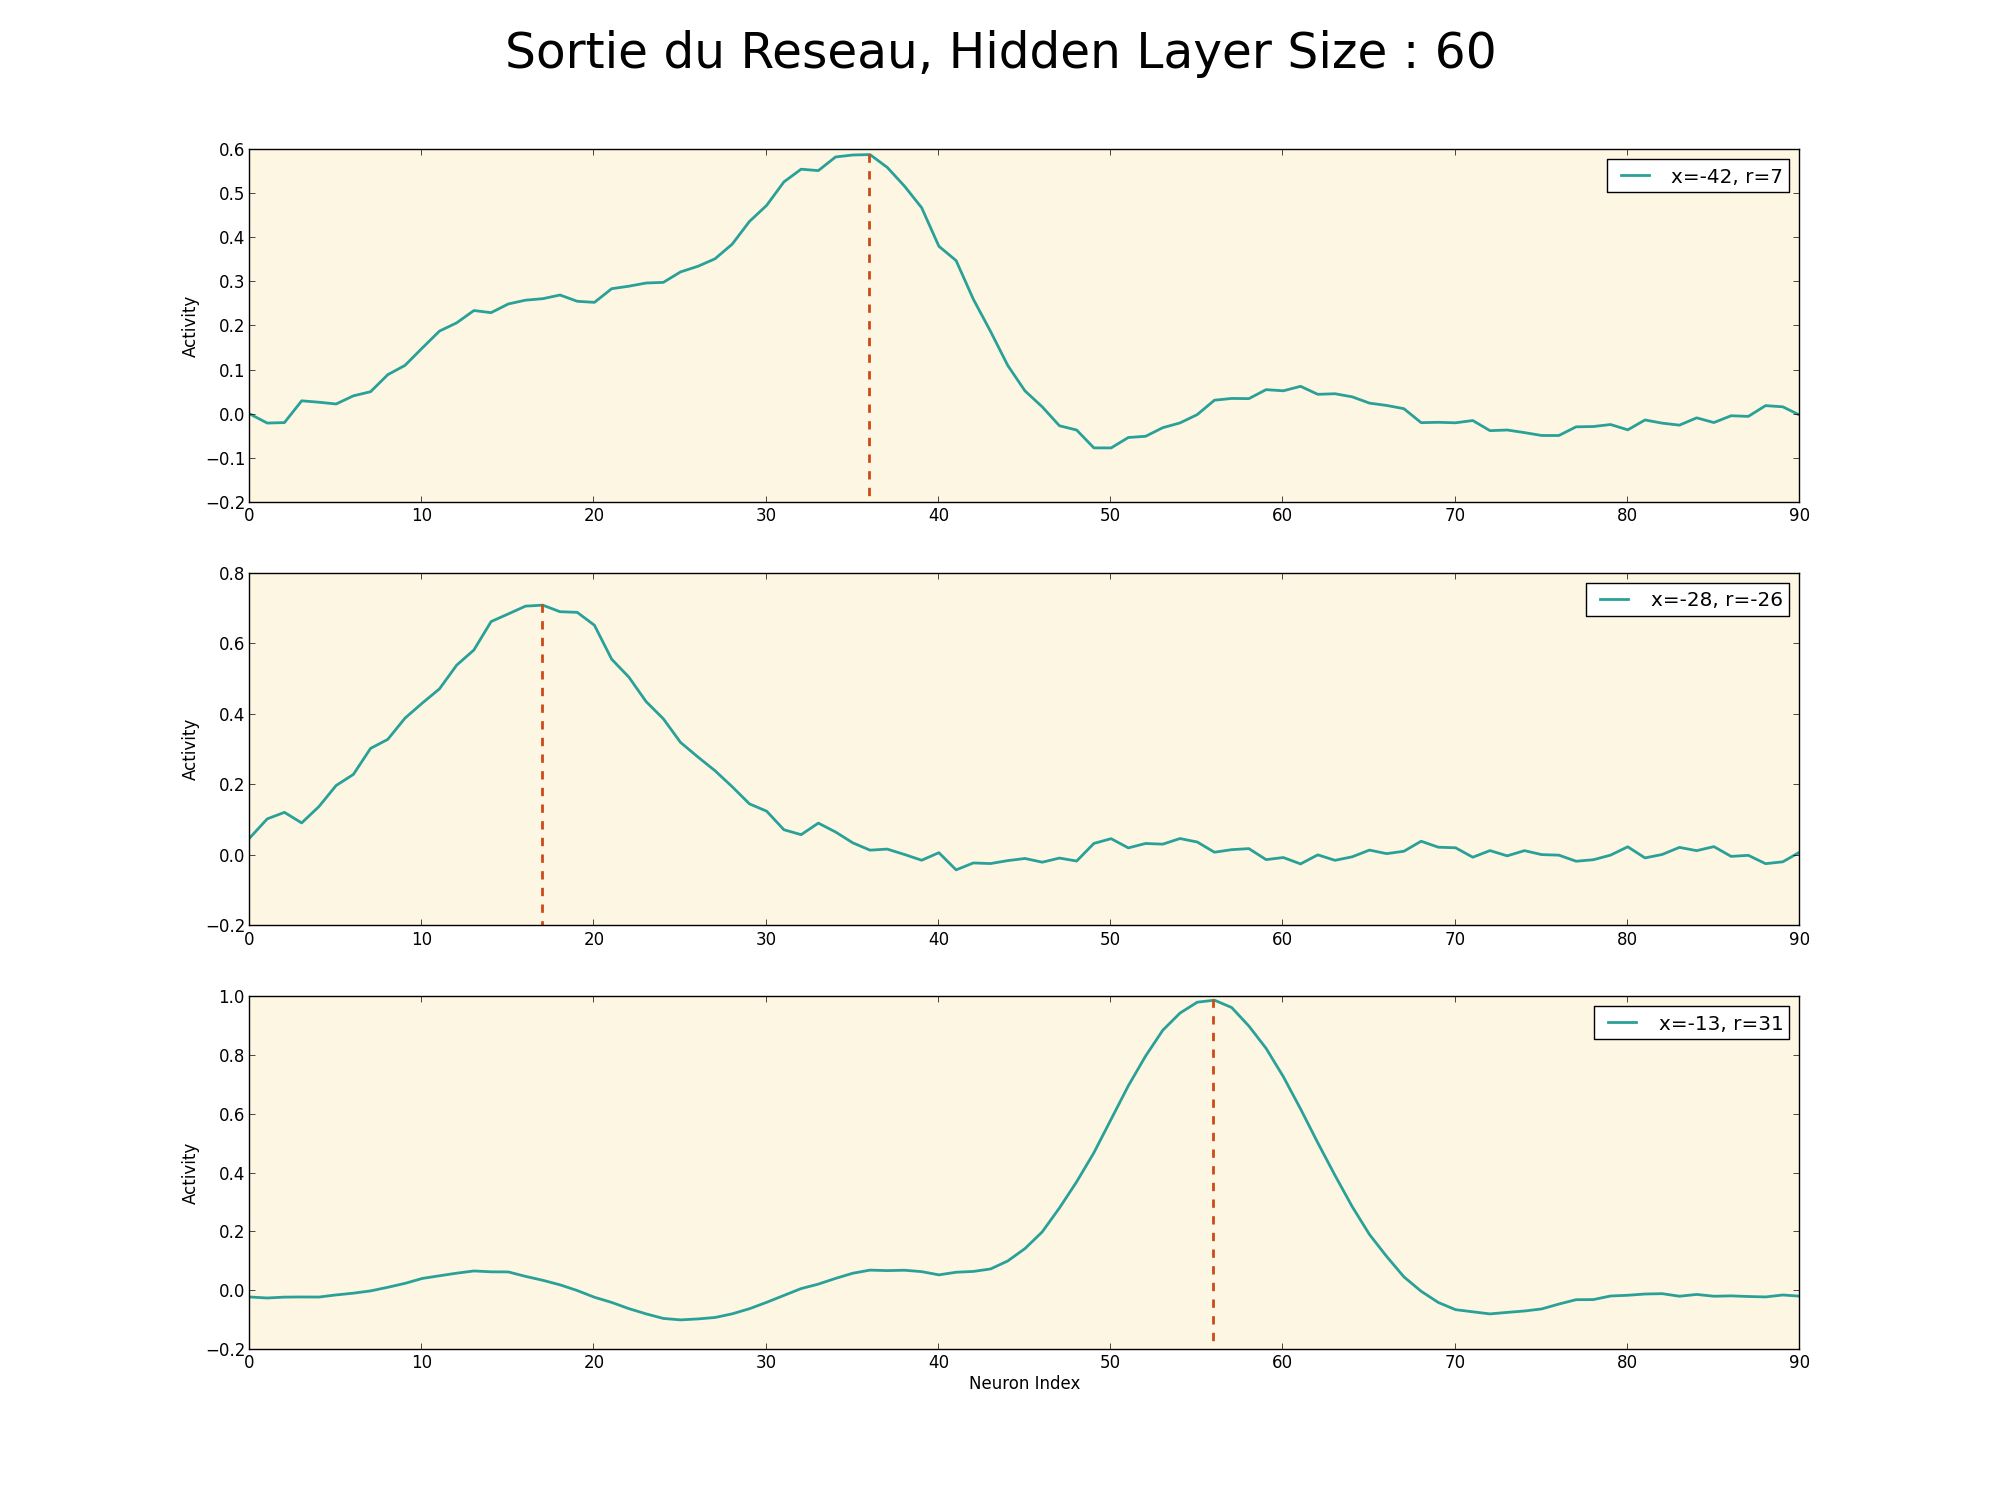 Sortie du Reseau, Hidden Layer Size : 60
0.6
0.5
0.4
0.3
0.2
0.1
0.0
−0.1
−0.2
Activity
x=-42, r=7
0 10 20 30 40 50 60 70 80 90
0.8
0.6
0.4
0.2
0.0
−0.2
Activity
x=-28, r=-26
0 10 20 30 40 50 60 70 80 90
1.0
0.8
0.6
0.4
0.2
0.0
−0.2
Activity
x=-13, r=31
0 10 20 30 40 50 60 70 80 90
Neuron Index